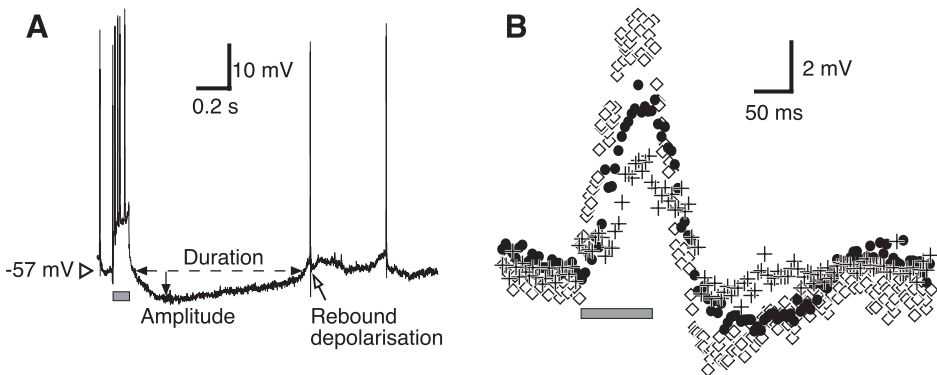 A
10 mV
0.2 s
-57 mV
Duration
Amplitude
Rebound
depolarisation
B
2 mV
50 ms